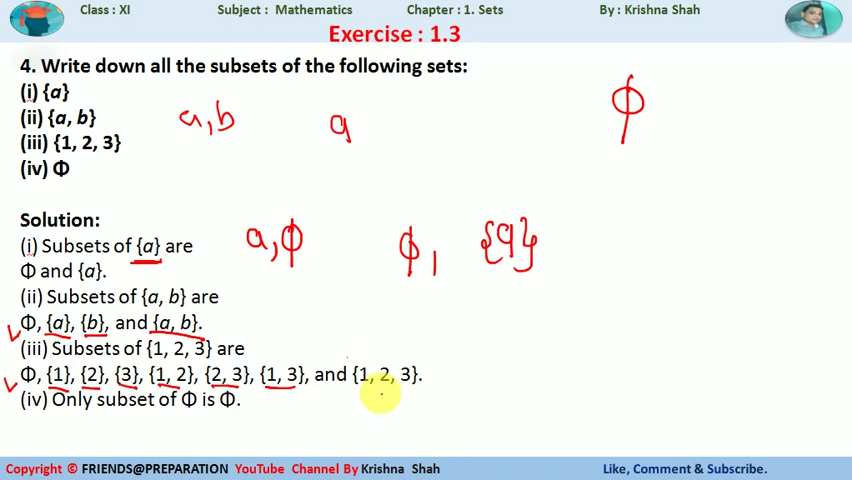 Class : XI Subject : Mathematics Chapter : 1. Sets By : Krishna Shah
Exercise : 1.3
4. Write down all the subsets of the following sets:
(i) {a}
(ii) {a, b} a, b a Φ
(iii) {1, 2, 3}
(iv) Φ
Solution:
(i) Subsets of {a} are a, Φ Φ, {a}
Φ and {a}.
(ii) Subsets of {a, b} are
Φ, {a}, {b}, and {a, b}.
(iii) Subsets of {1, 2, 3} are
Φ, {1}, {2}, {3}, {1, 2}, {2, 3}, {1, 3}, and {1, 2, 3}.
(iv) Only subset of Φ is Φ.
Copyright © FRIENDS@PREPARATION YouTube Channel By Krishna Shah Like, Comment & Subscribe.